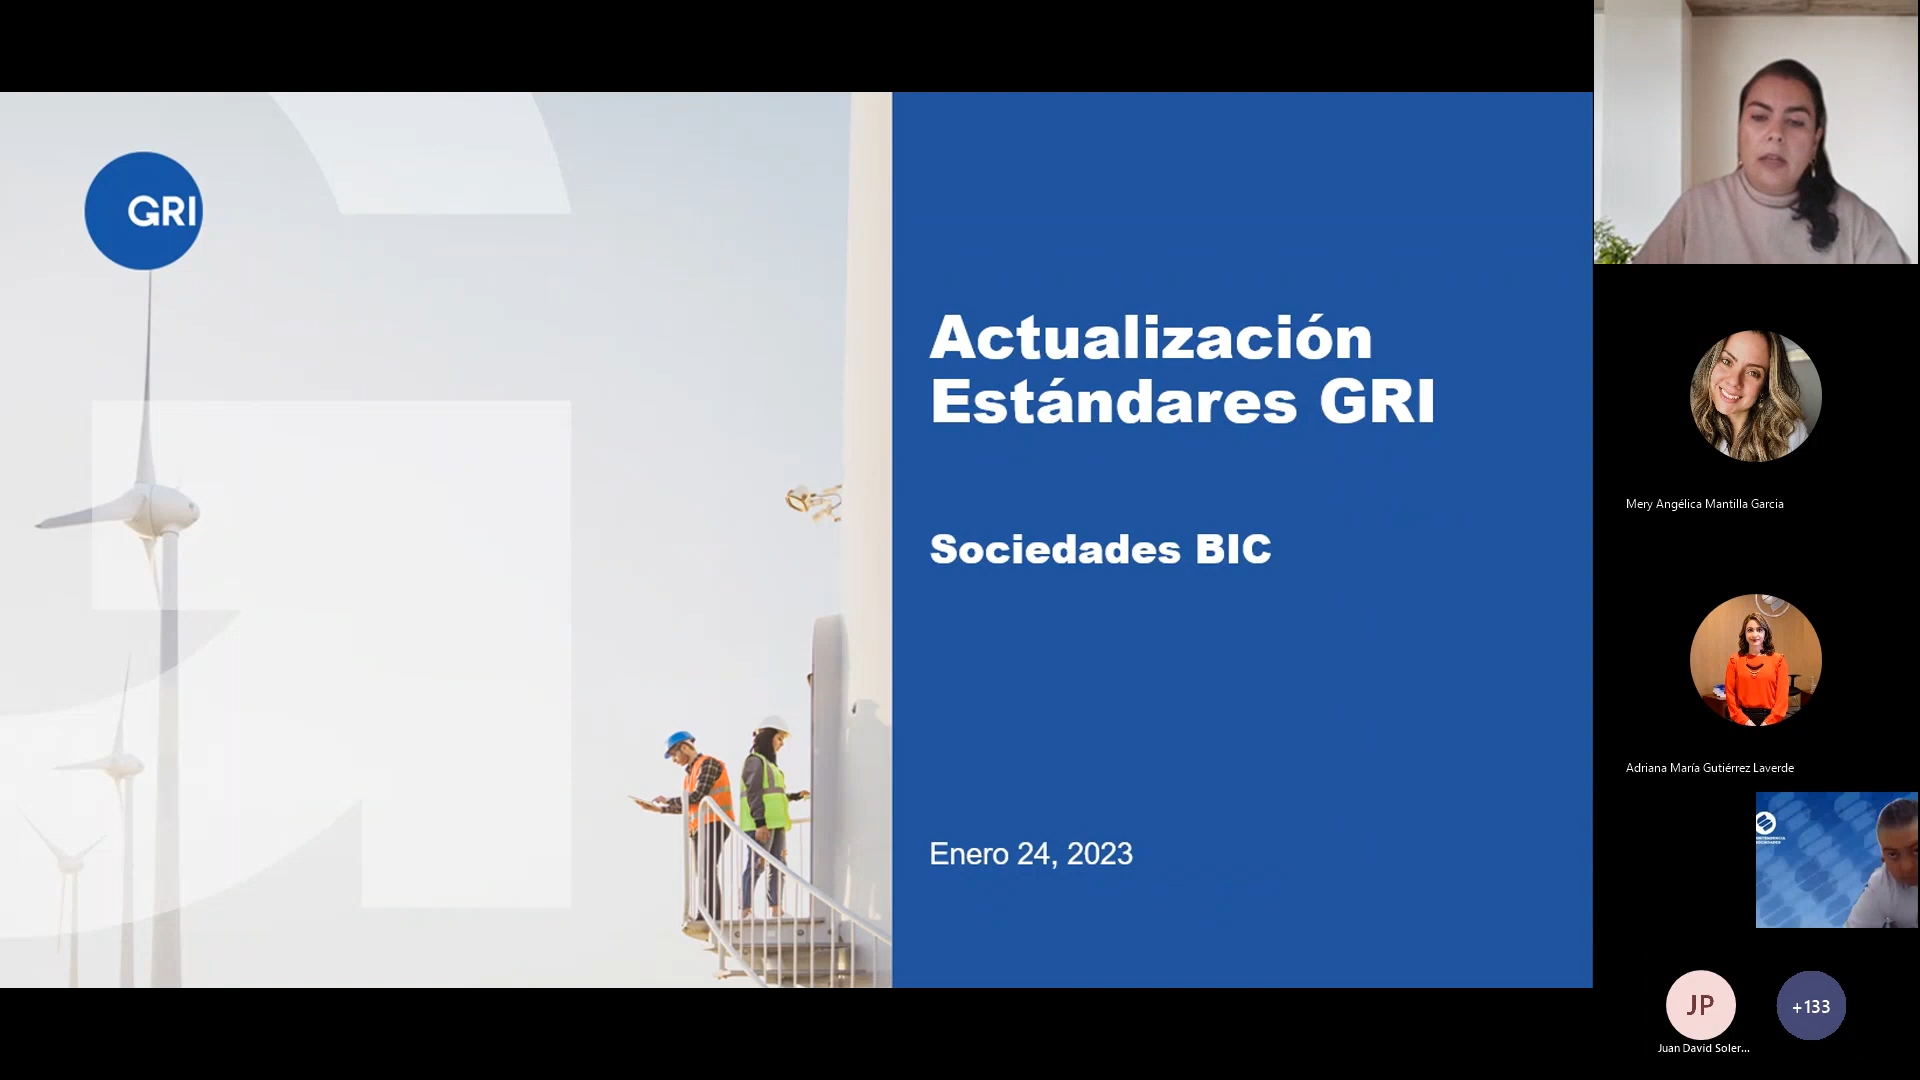 GRI
Actualización
Estándares GRI
Sociedades BIC
Enero 24, 2023
Mery Angélica Mantilla Garcia
Adriana María Gutiérrez Laverde
JP
+133
Juan David Soler...